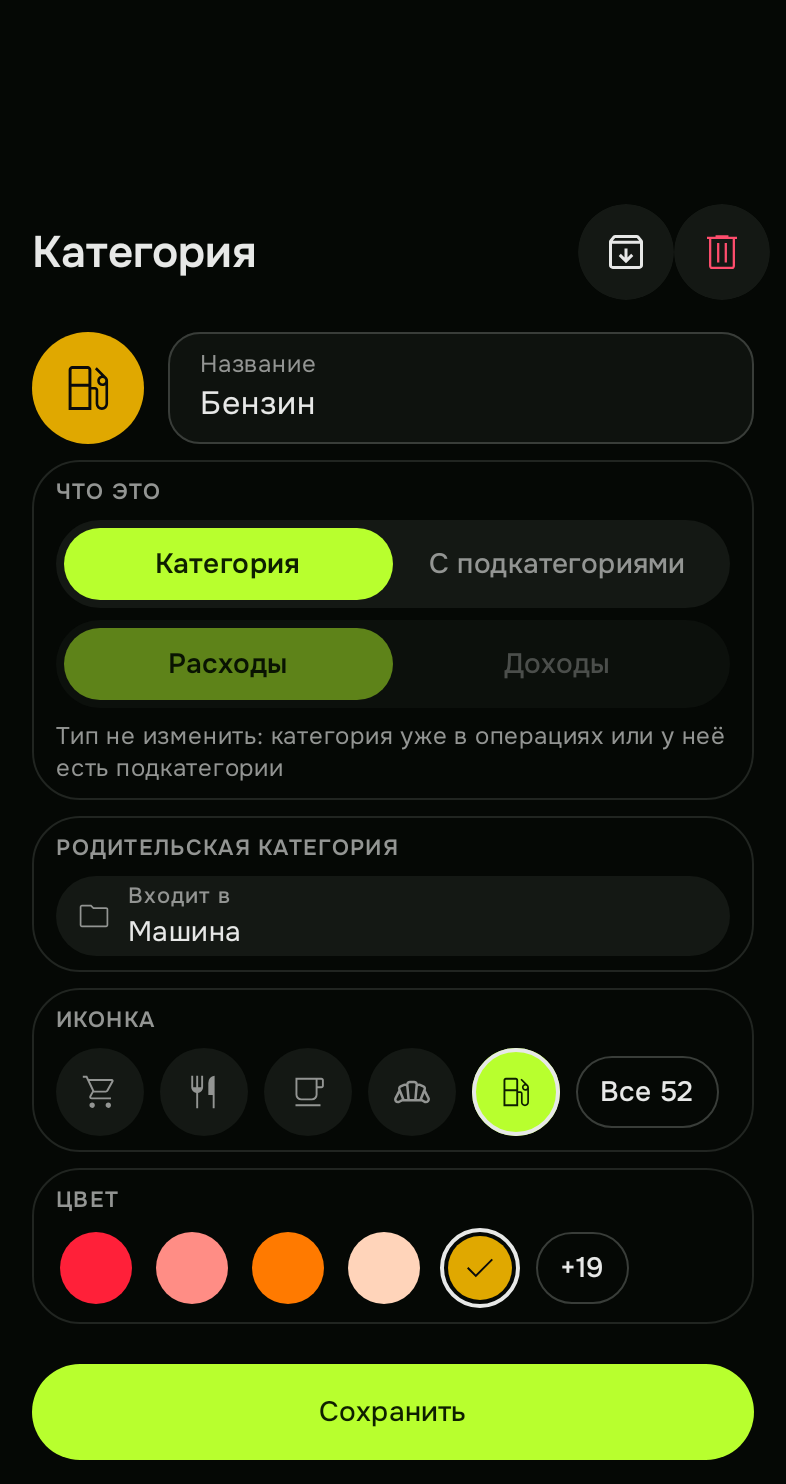 Категория
Название
Бензин
ЧТО ЭТО
Категория
С подкатегориями
Расходы
Доходы
Тип не изменить: категория уже в операциях или у неё
есть подкатегории
РОДИТЕЛЬСКАЯ КАТЕГОРИЯ
Входит в
Машина
ИКОНКА
Все 52
ЦВЕТ
+19
Сохранить